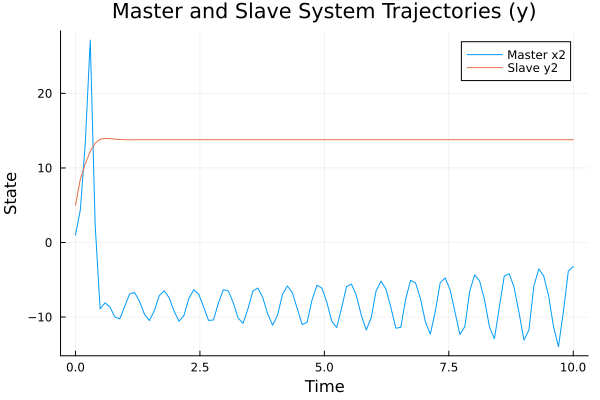 Master and Slave System Trajectories (y)
Master x2
Slave y2
20
10
0
−10
State
0.0 2.5 5.0 7.5 10.0
Time